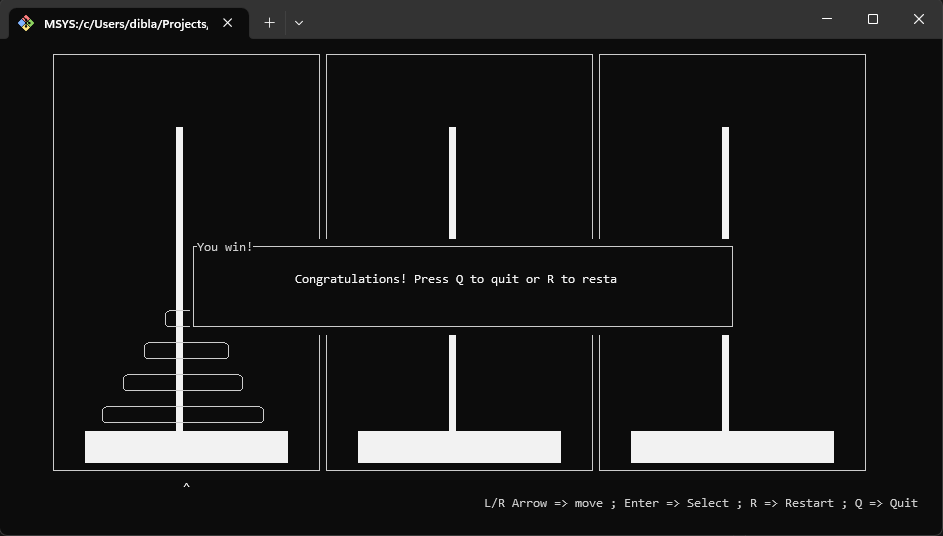 MSYS:/c/Users/dibla/Projects,
You win!
Congratulations! Press Q to quit or R to resta
^
L/R Arrow => move ; Enter => Select ; R => Restart ; Q => Quit